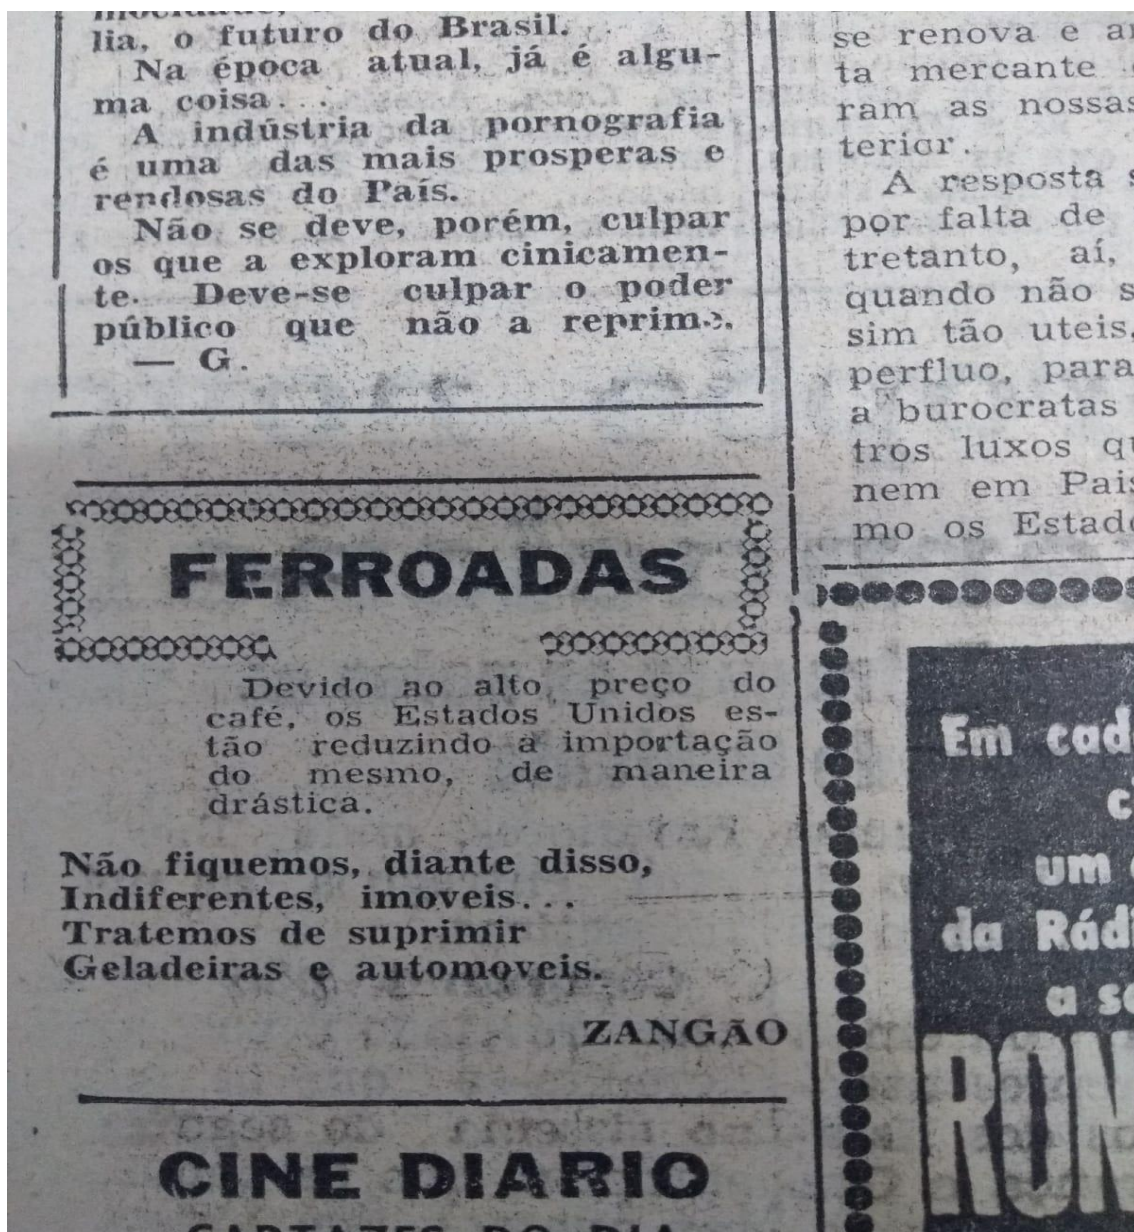 lia, o futuro do Brasil.
Na época atual, já é algu-
ma coisa...
A indústria da pornografia
é uma das mais prosperas e
rendosas do País.
Não se deve, porém, culpar
os que a exploram cinicamen-
te. Deve-se culpar o poder
público que não a reprime.
— G.
FERROADAS
Devido ao alto preço do
café, os Estados Unidos es-
tão reduzindo a importação
do mesmo, de maneira
drástica.
Não fiquemos, diante disso,
Indiferentes, imoveis...
Tratemos de suprimir
Geladeiras e automoveis.
ZANGÃO
CINE DIARIO
CARTAZES DO DIA
se renova e
ta mercante
ram as nossas
terior.
A resposta
por falta de
tretanto, aí,
quando não
sim tão uteis,
perfluo, para
a burocratas
tros luxos
nem em
mo os
Em
um
da
a